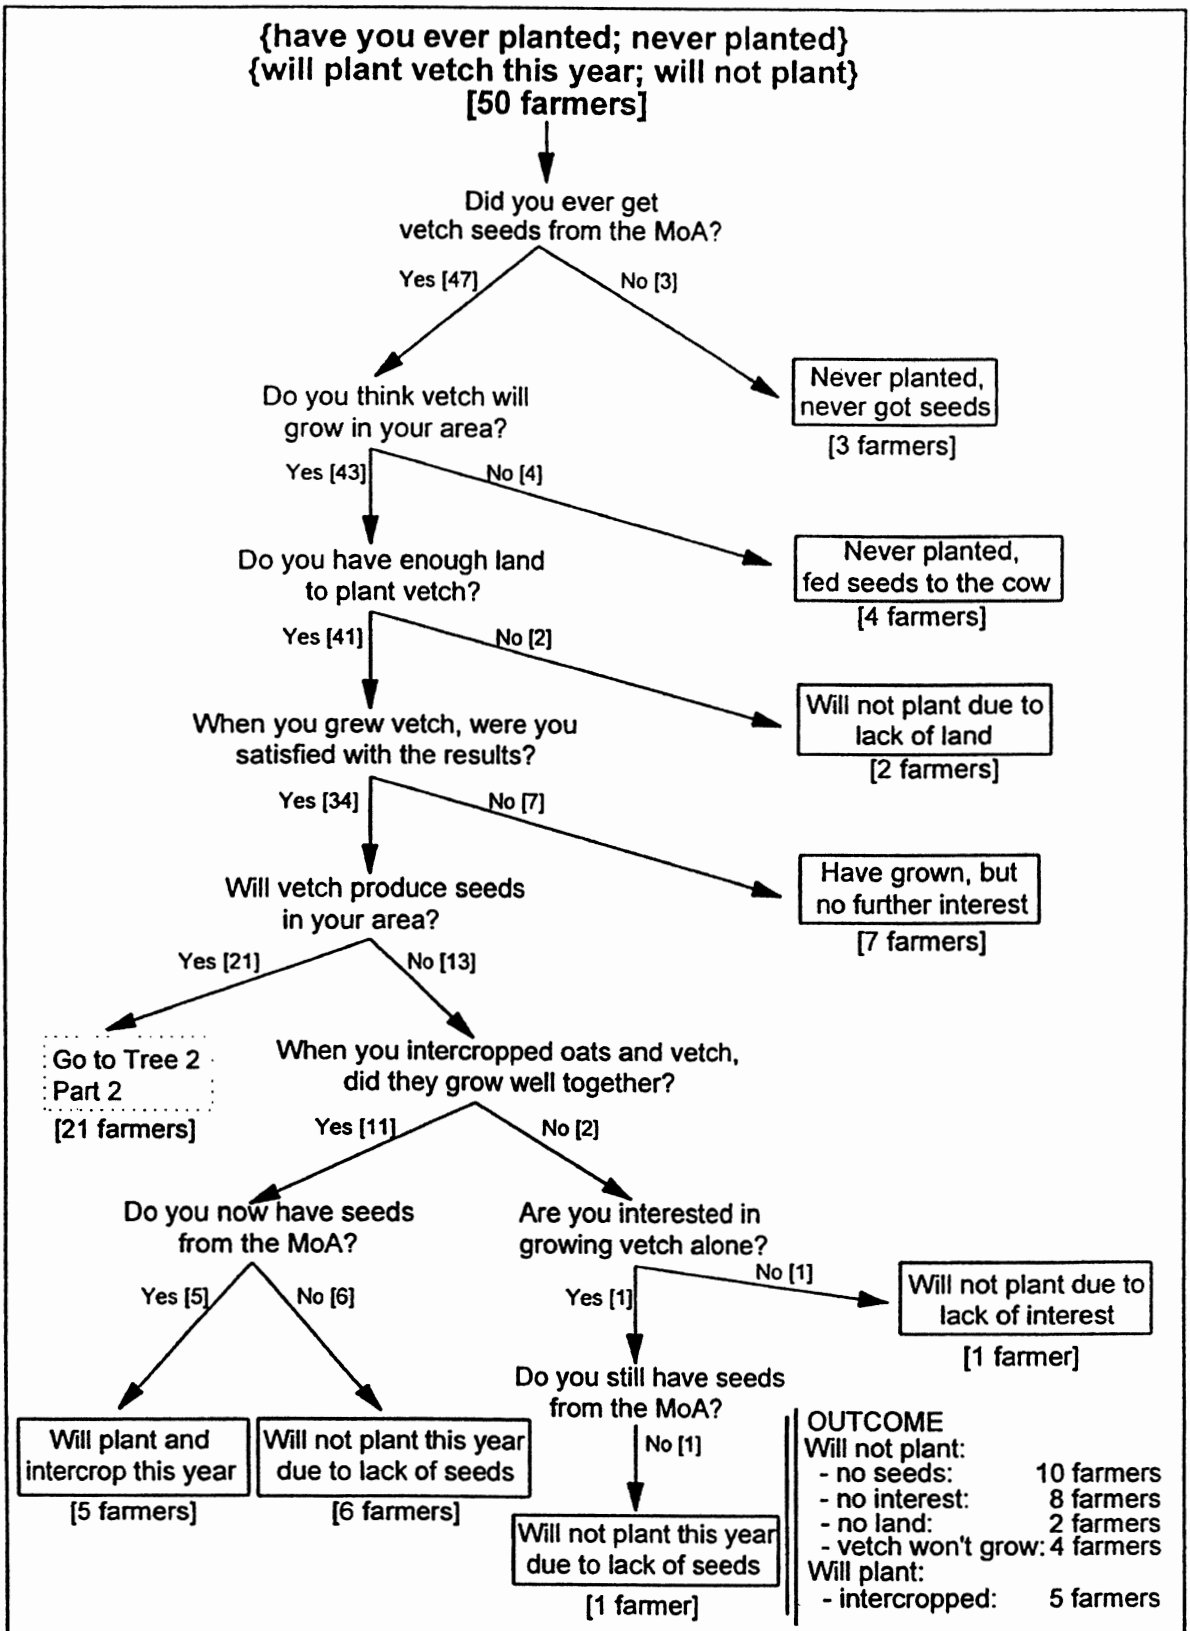 {have you ever planted; never planted}
{will plant vetch this year; will not plant}
[50 farmers]
Did you ever get
vetch seeds from the MoA?
Yes [47]
No [3]
Never planted,
never got seeds
[3 farmers]
Do you think vetch will
grow in your area?
Yes [43]
No [4]
Never planted,
fed seeds to the cow
[4 farmers]
Do you have enough land
to plant vetch?
Yes [41]
No [2]
Will not plant due to
lack of land
[2 farmers]
When you grew vetch, were you
satisfied with the results?
Yes [34]
No [7]
Have grown, but
no further interest
[7 farmers]
Will vetch produce seeds
in your area?
Yes [21]
No [13]
Go to Tree 2
Part 2
[21 farmers]
When you intercropped oats and vetch,
did they grow well together?
Yes [11]
No [2]
Do you now have seeds
from the MoA?
Yes [5]
No [6]
Are you interested in
growing vetch alone?
Yes [1]
No [1]
Will not plant due to
lack of interest
[1 farmer]
Do you still have seeds
from the MoA?
No [1]
Will plant and
intercrop this year
[5 farmers]
Will not plant this year
due to lack of seeds
[6 farmers]
Will not plant this year
due to lack of seeds
[1 farmer]
OUTCOME
Will not plant:
- no seeds: 10 farmers
- no interest: 8 farmers
- no land: 2 farmers
- vetch won't grow: 4 farmers
Will plant:
- intercropped: 5 farmers